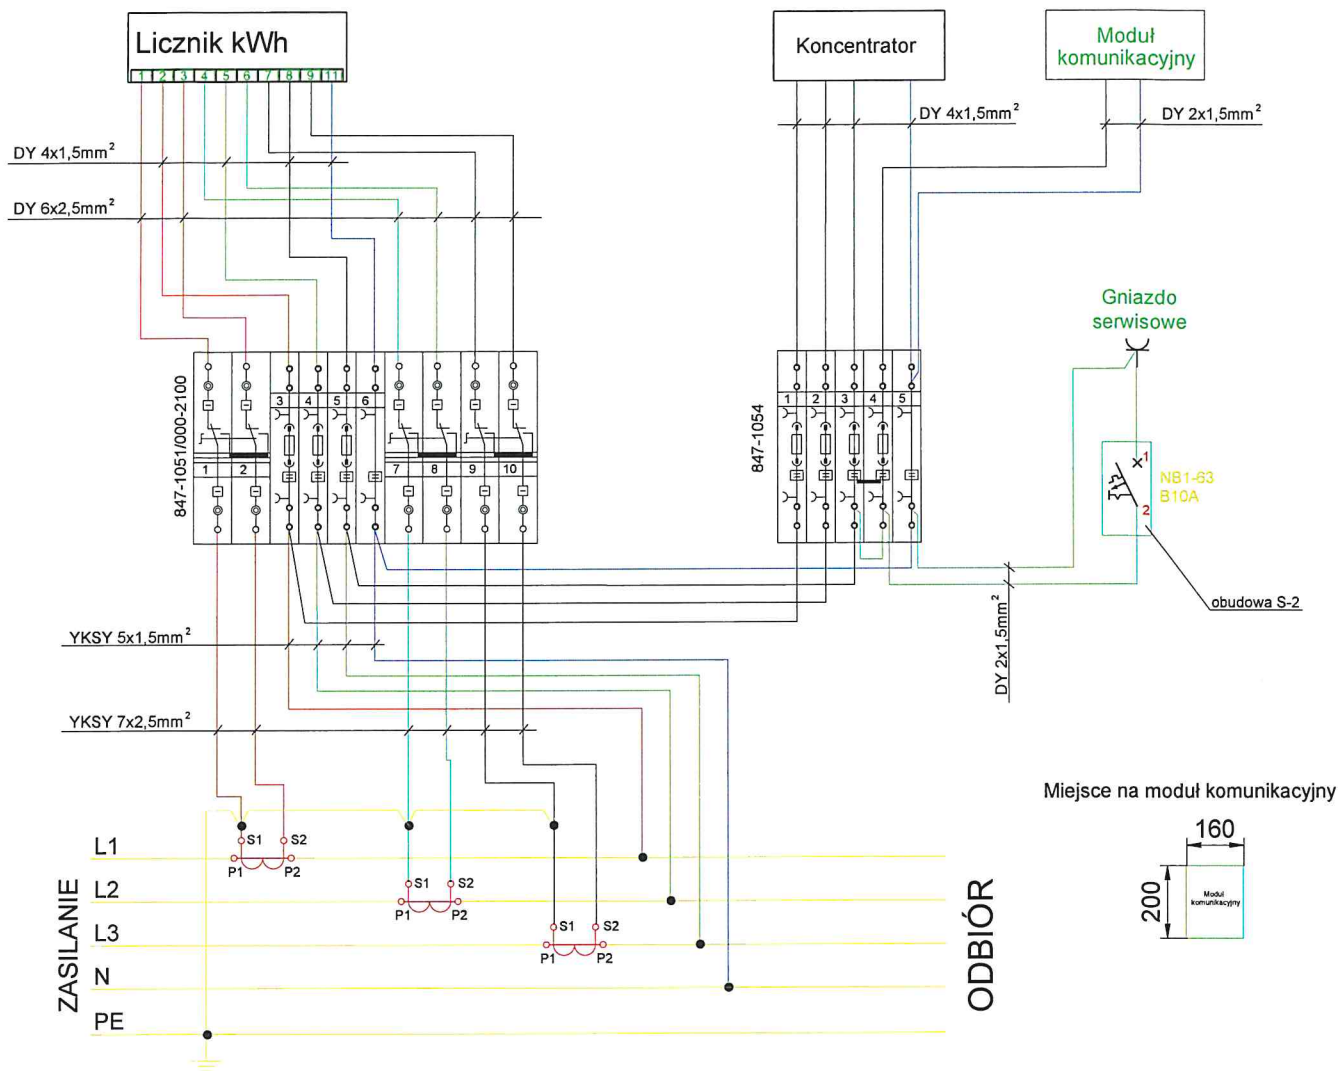 Licznik kWh
1 2 3 4 5 6 7 8 9 11
Koncentrator
Moduł
komunikacyjny
DY 4x1,5mm²
DY 4x1,5mm²
DY 2x1,5mm²
DY 6x2,5mm²
Gniazdo
serwisowe
847-1051/000-2100
3 4 5 6
1 2 7 8 9 10
847-1054
1 2 3 4 5
1
NB1-63
B10A
2
obudowa S-2
DY 2x1,5mm²
YKSY 5x1,5mm²
YKSY 7x2,5mm²
Miejsce na moduł komunikacyjny
160
200
Moduł
komunikacyjny
ZASILANIE
ODBIÓR
L1
S1 S2
P1 P2
L2
S1 S2
P1 P2
L3
S1 S2
P1 P2
N
PE